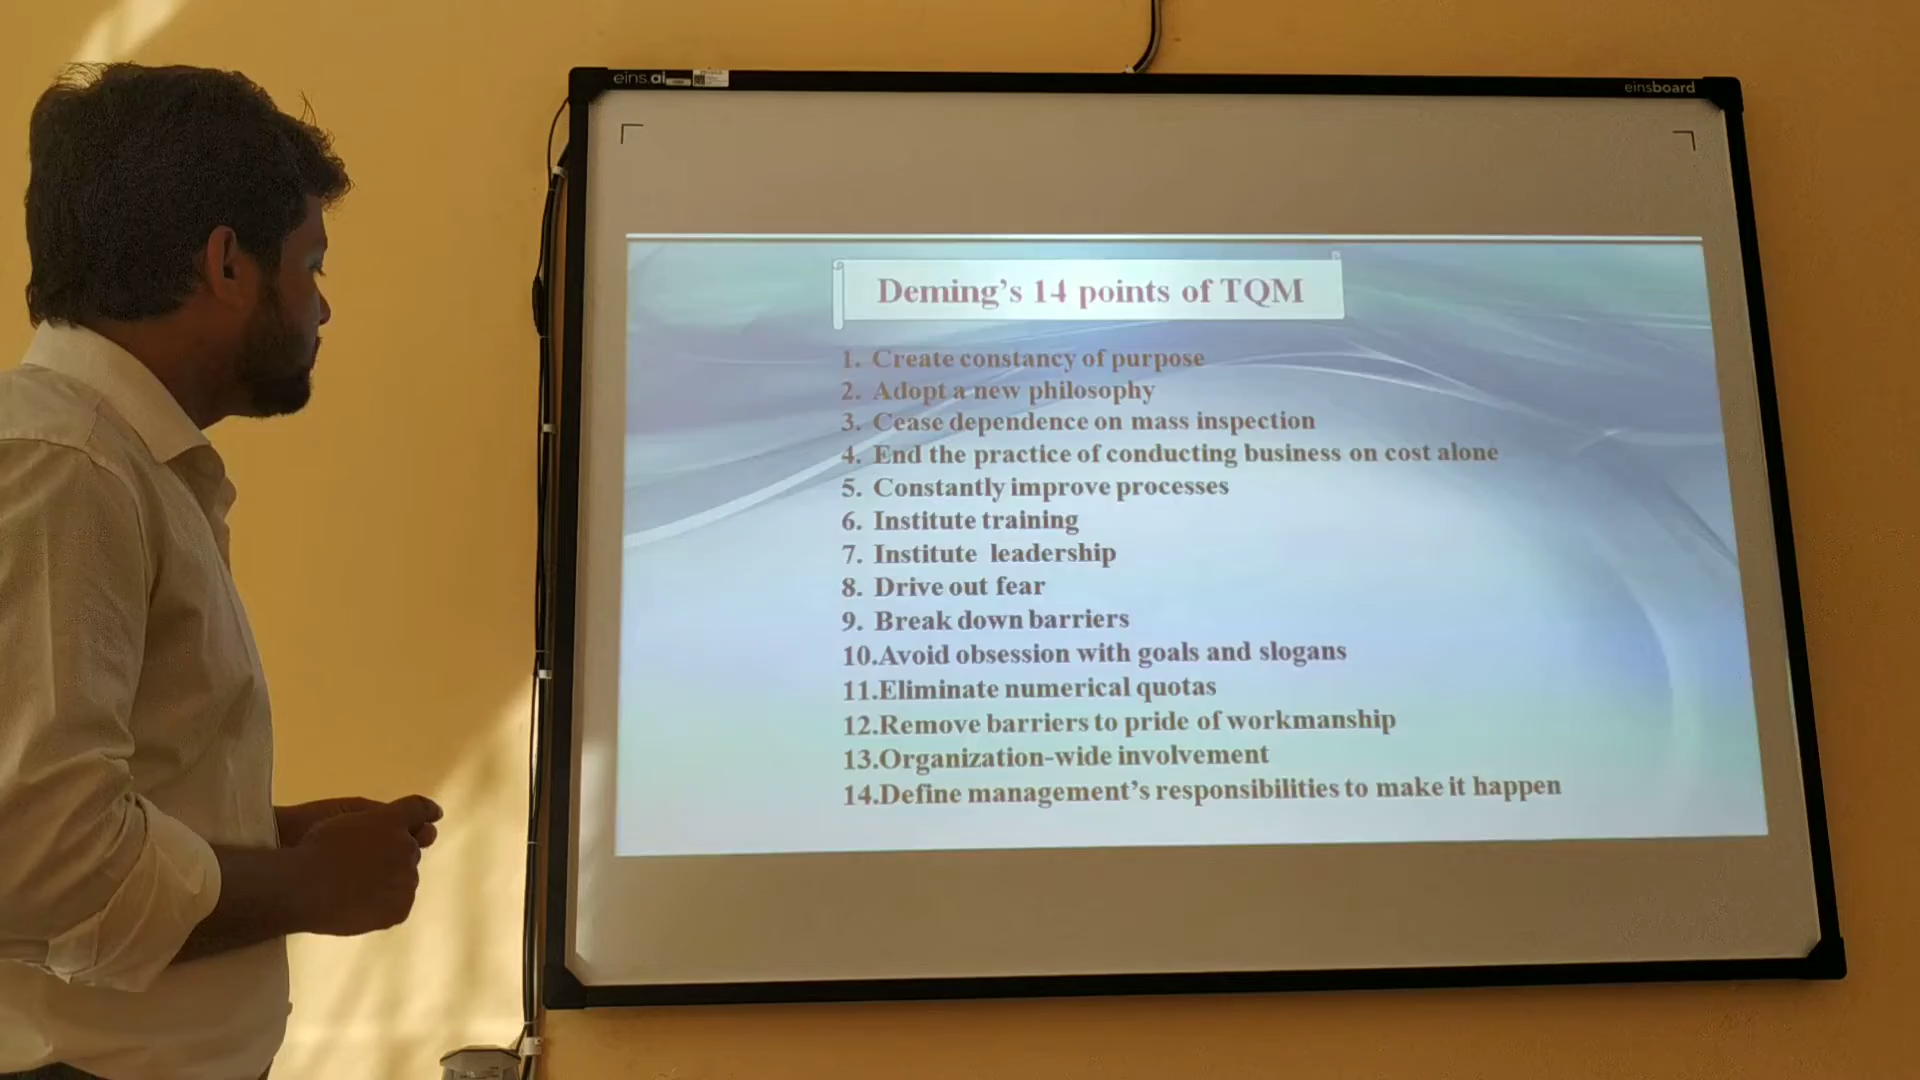 eins.ai
einsboard
Deming's 14 points of TQM
1. Create constancy of purpose
2. Adopt a new philosophy
3. Cease dependence on mass inspection
4. End the practice of conducting business on cost alone
5. Constantly improve processes
6. Institute training
7. Institute leadership
8. Drive out fear
9. Break down barriers
10.Avoid obsession with goals and slogans
11.Eliminate numerical quotas
12.Remove barriers to pride of workmanship
13.Organization-wide involvement
14.Define management's responsibilities to make it happen